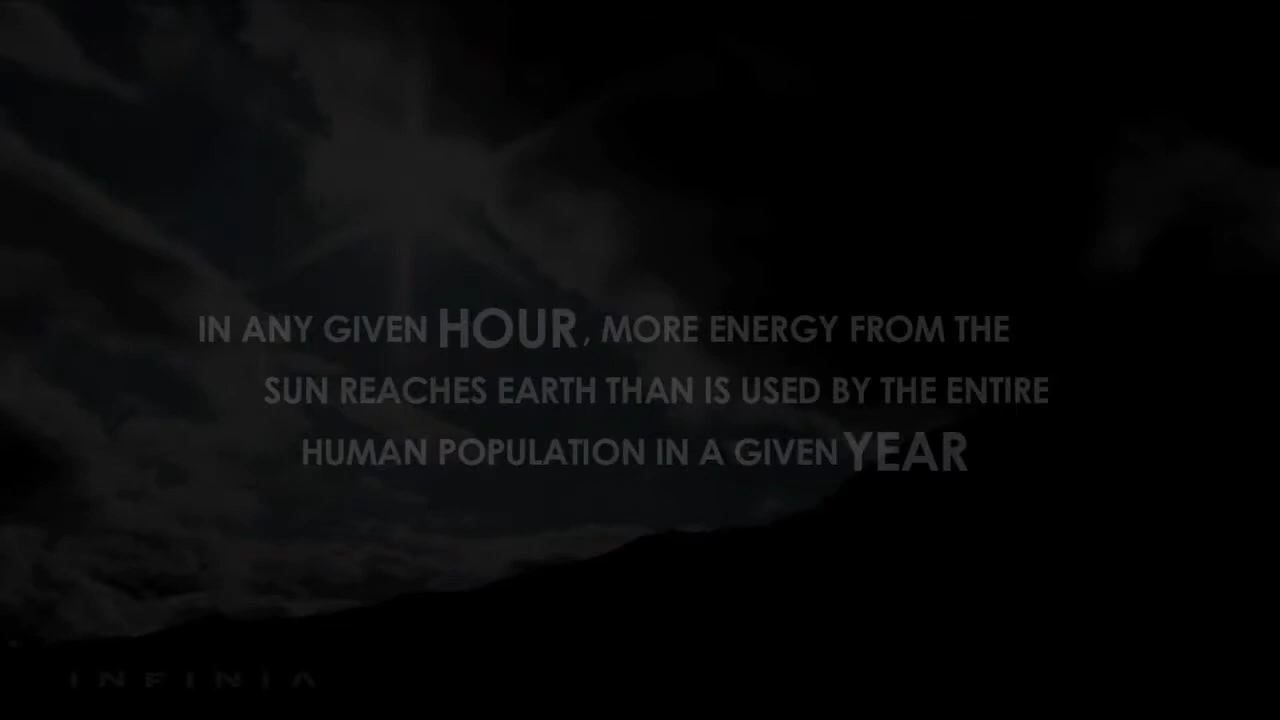 IN ANY GIVEN HOUR, MORE ENERGY FROM THE
SUN REACHES EARTH THAN IS USED BY THE ENTIRE
HUMAN POPULATION IN A GIVEN YEAR
INFINIA